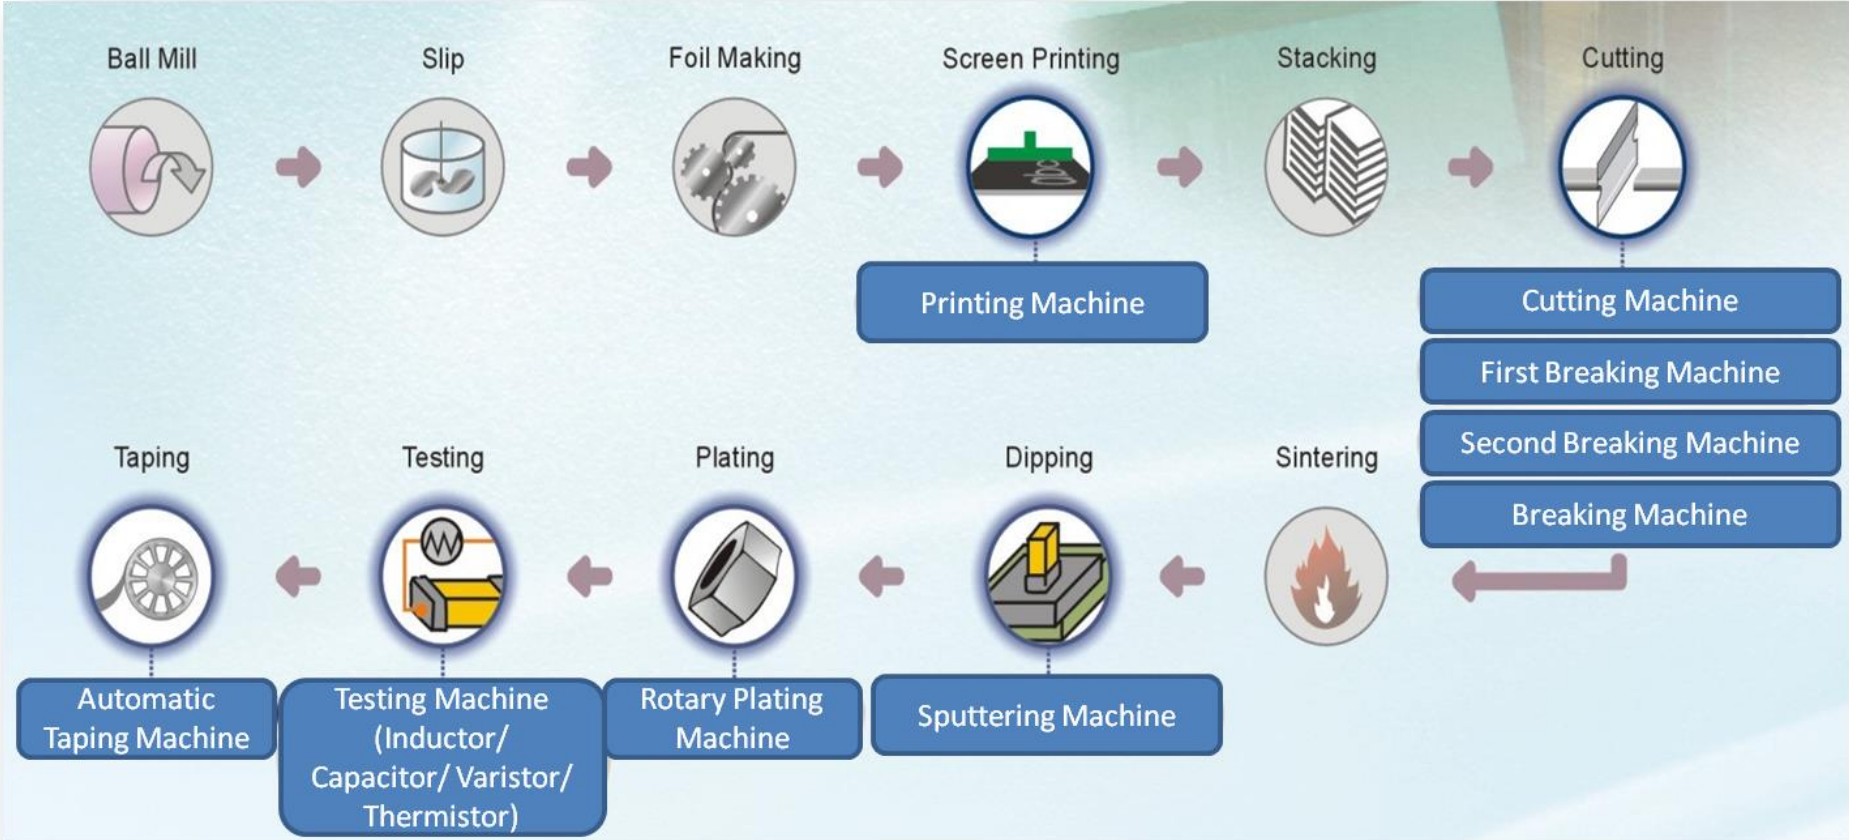 Ball Mill
Slip
Foil Making
Screen Printing
Stacking
Cutting
abc
Printing Machine
Cutting Machine
First Breaking Machine
Second Breaking Machine
Breaking Machine
Taping
Testing
Plating
Dipping
Sintering
Automatic
Taping Machine
Testing Machine
(Inductor/
Capacitor/ Varistor/
Thermistor)
Rotary Plating
Machine
Sputtering Machine